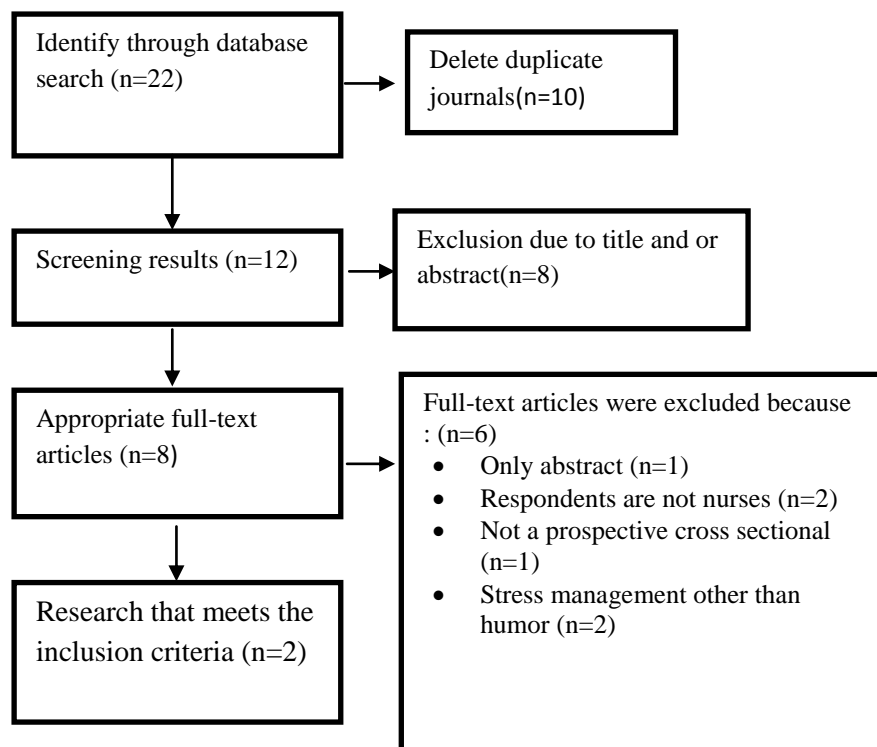 Identify through database
search (n=22)
Delete duplicate
journals(n=10)
Screening results (n=12)
Exclusion due to title and or
abstract(n=8)
Appropriate full-text
articles (n=8)
Full-text articles were excluded because
: (n=6)
• Only abstract (n=1)
• Respondents are not nurses (n=2)
• Not a prospective cross sectional
(n=1)
• Stress management other than
humor (n=2)
Research that meets the
inclusion criteria (n=2)